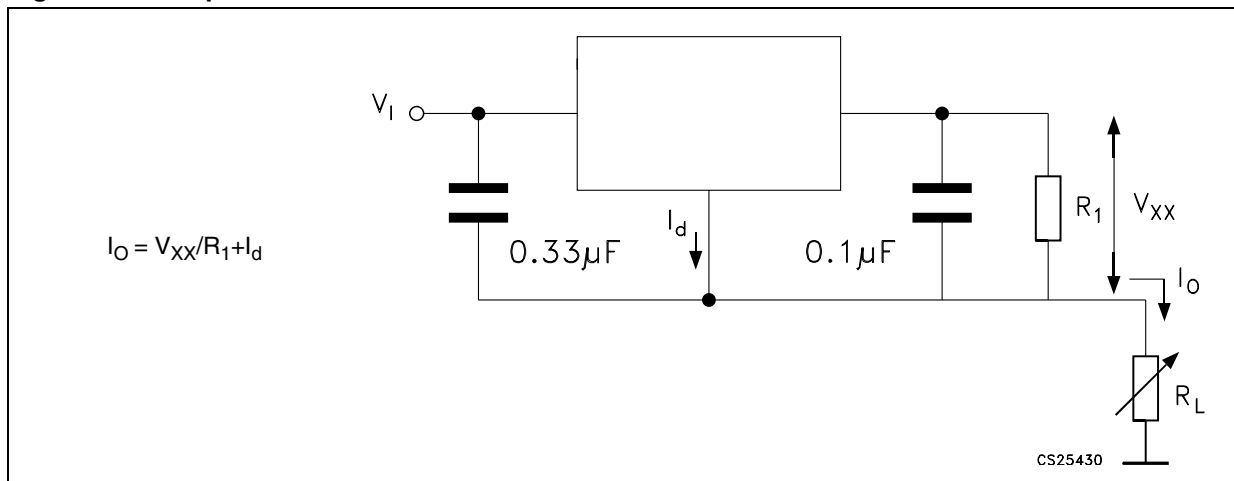 V_I
I_d
R_1
V_XX
I_O = V_XX/R_1+I_d
0.33μF
0.1μF
I_O
R_L
CS25430